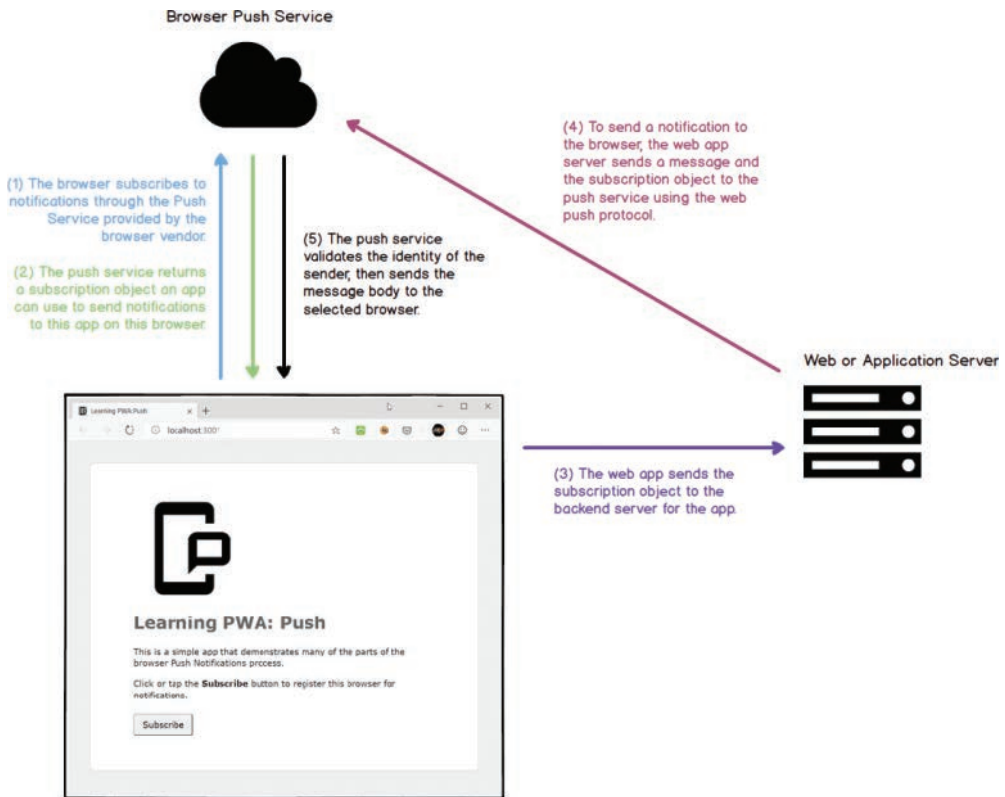 Browser Push Service
(1) The browser subscribes to
notifications through the Push
Service provided by the
browser vendor.
(2) The push service returns
a subscription object an app
can use to send notifications
to this app on this browser.
(5) The push service
validates the identity of the
sender, then sends the
message body to the
selected browser.
(4) To send a notification to
the browser, the web app
server sends a message and
the subscription object to the
push service using the web
push protocol.
Web or Application Server
(3) The web app sends the
subscription object to the
backend server for the app.
Learning PWA: Push
localhost:3001
Learning PWA: Push
This is a simple app that demonstrates many of the parts of the
browser Push Notifications process.
Click or tap the Subscribe button to register this browser for
notifications.
Subscribe